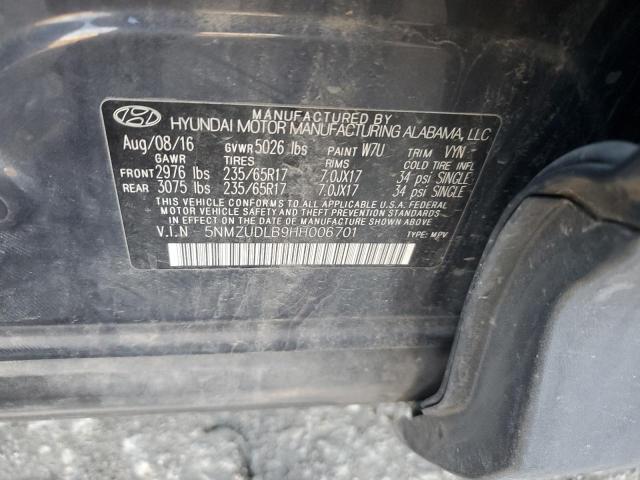 MANUFACTURED BY
HYUNDAI MOTOR MANUFACTURING ALABAMA, LLC
Aug/08/16 GVWR 5026 lbs PAINT W7U TRIM VYN
GAWR TIRES RIMS COLD TIRE INFL
FRONT 2976 lbs 235/65R17 7.0JX17 34 psi SINGLE
REAR 3075 lbs 235/65R17 7.0JX17 34 psi SINGLE
THIS VEHICLE CONFORMS TO ALL APPLICABLE U.S.A. FEDERAL
MOTOR VEHICLE SAFETY, BUMPER, AND THEFT PREVENTION STANDARDS
IN EFFECT ON THE DATE OF MANUFACTURE SHOWN ABOVE.
V.I.N 5NMZUDLB9HH006701 TYPE: MPV